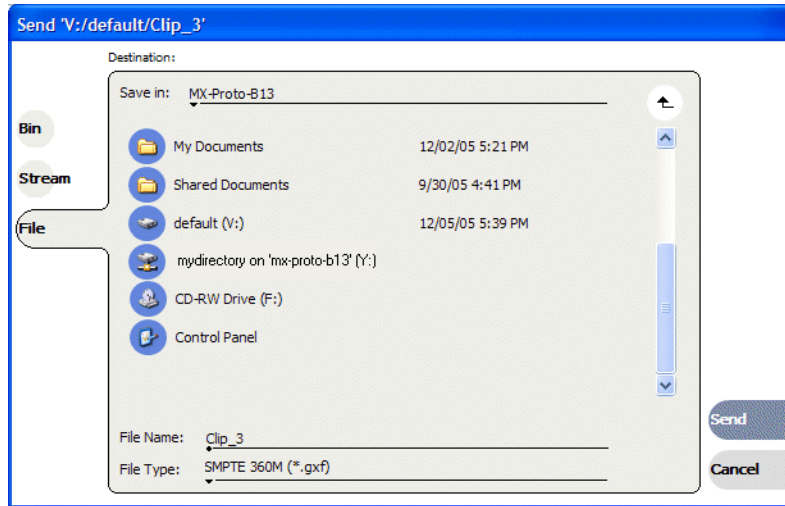 Send 'V:/default/Clip_3'
Destination:
Save in: MX-Proto-B13
Bin
Stream
File
My Documents 12/02/05 5:21 PM
Shared Documents 9/30/05 4:41 PM
default (V:) 12/05/05 5:39 PM
mydirectory on 'mx-proto-b13' (Y:)
CD-RW Drive (F:)
Control Panel
File Name: Clip_3
File Type: SMPTE 360M (*.gxf)
Send
Cancel